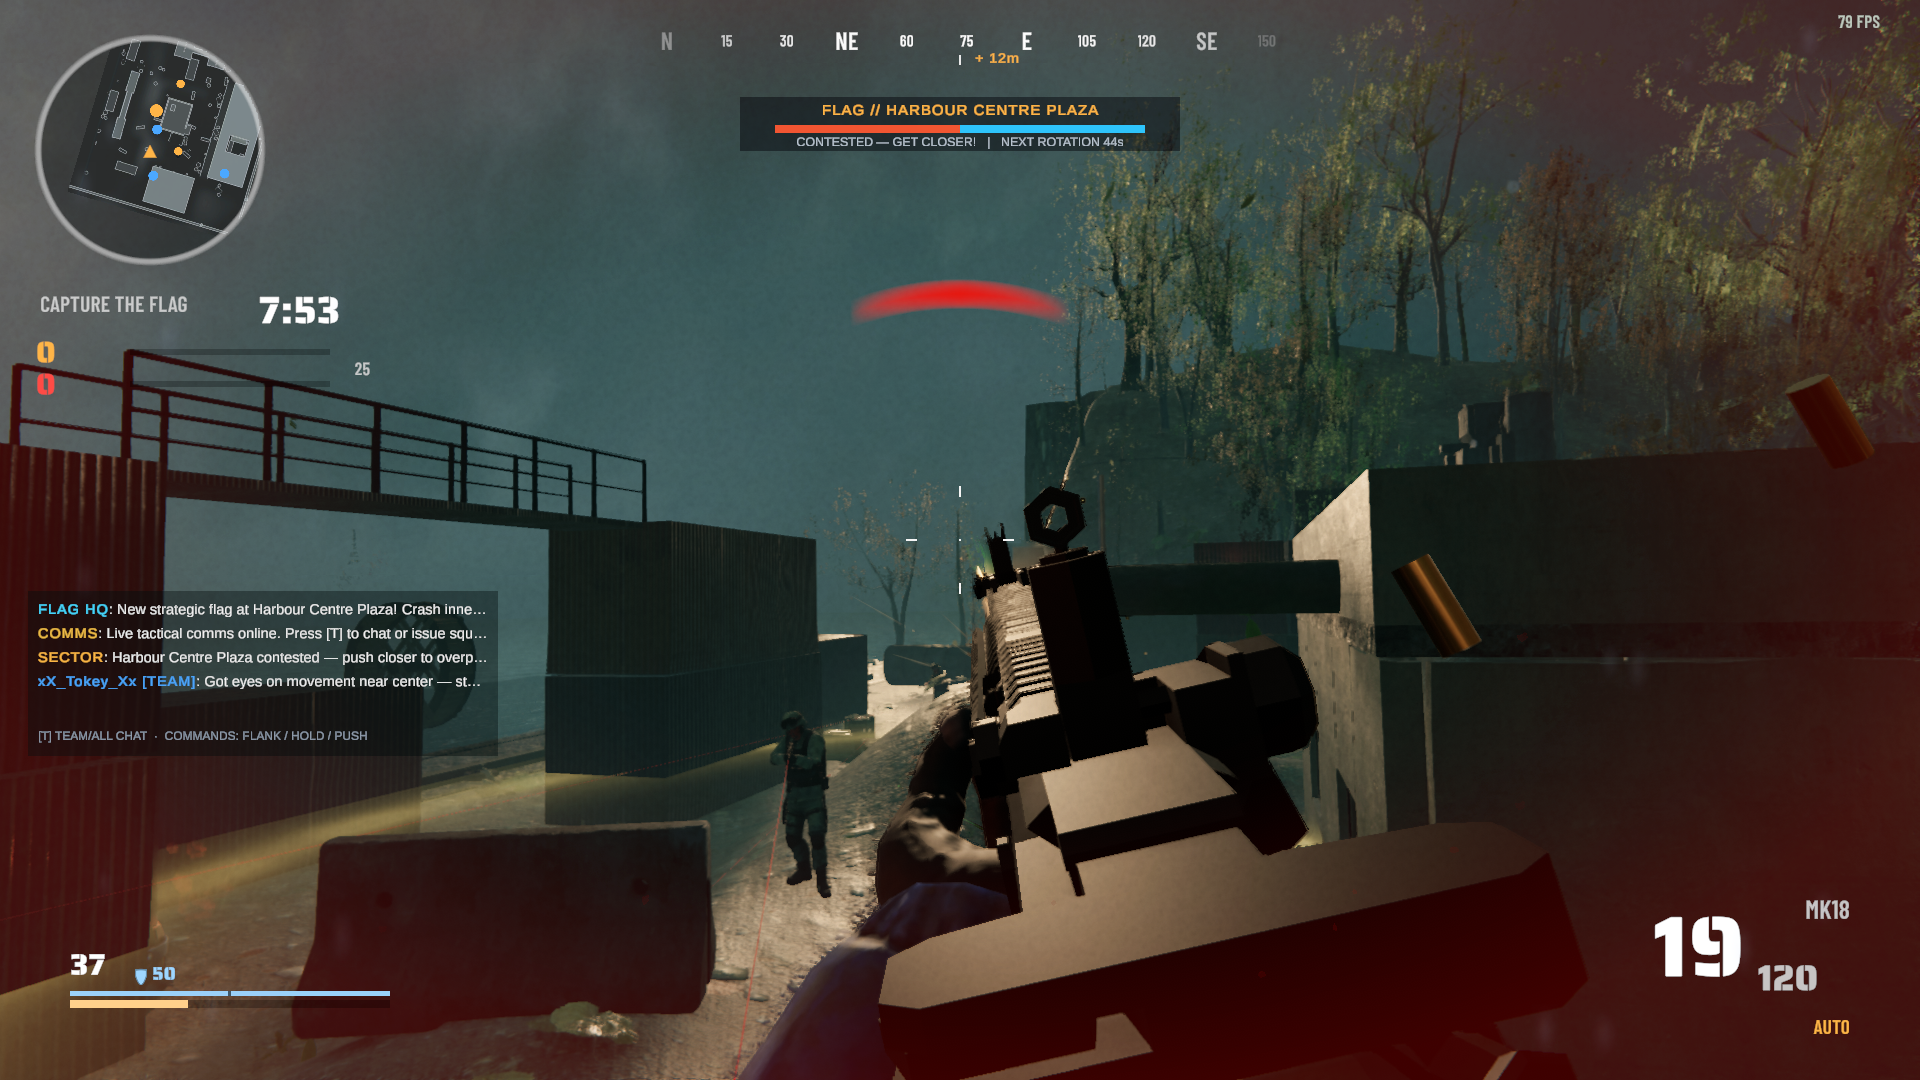 N 15 30 NE 60 75 E 105 120 SE 150
79 FPS
+ 12m
FLAG // HARBOUR CENTRE PLAZA
CONTESTED — GET CLOSER! | NEXT ROTATION 44s
CAPTURE THE FLAG 7:53
0
25
0
FLAG HQ: New strategic flag at Harbour Centre Plaza! Crash inne...
COMMS: Live tactical comms online. Press [T] to chat or issue squ...
SECTOR: Harbour Centre Plaza contested — push closer to overp...
xX_Tokey_Xx [TEAM]: Got eyes on movement near center — st...
[T] TEAM/ALL CHAT · COMMANDS: FLANK / HOLD / PUSH
37 50
MK18
19 120
AUTO